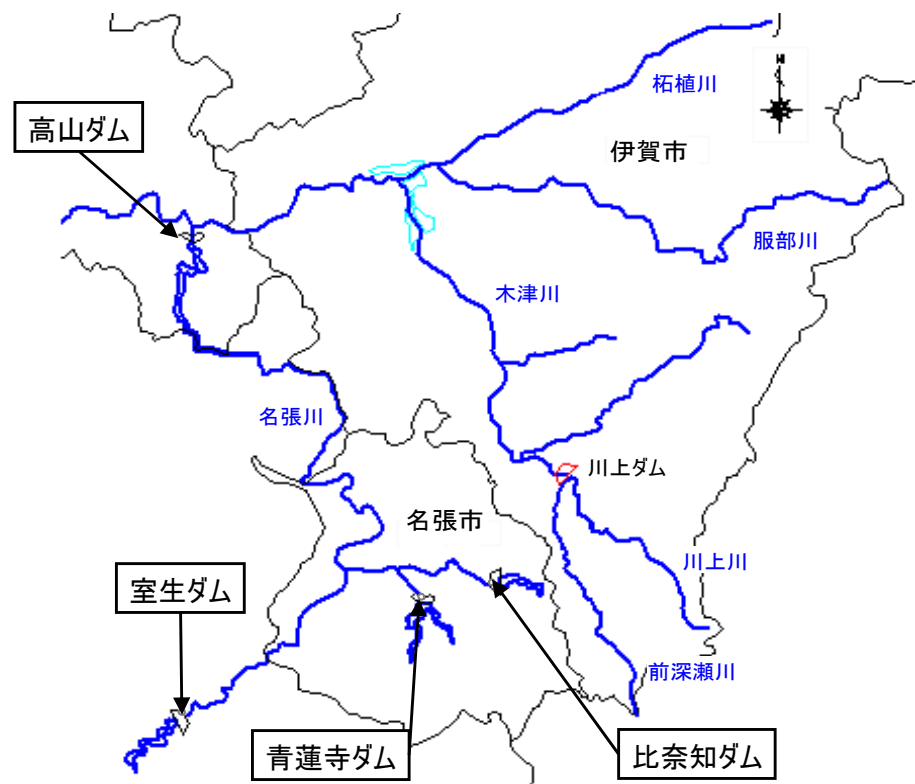 柘植川
N
高山ダム
伊賀市
服部川
木津川
名張川
川上ダム
名張市
川上川
室生ダム
前深瀬川
青蓮寺ダム
比奈知ダム